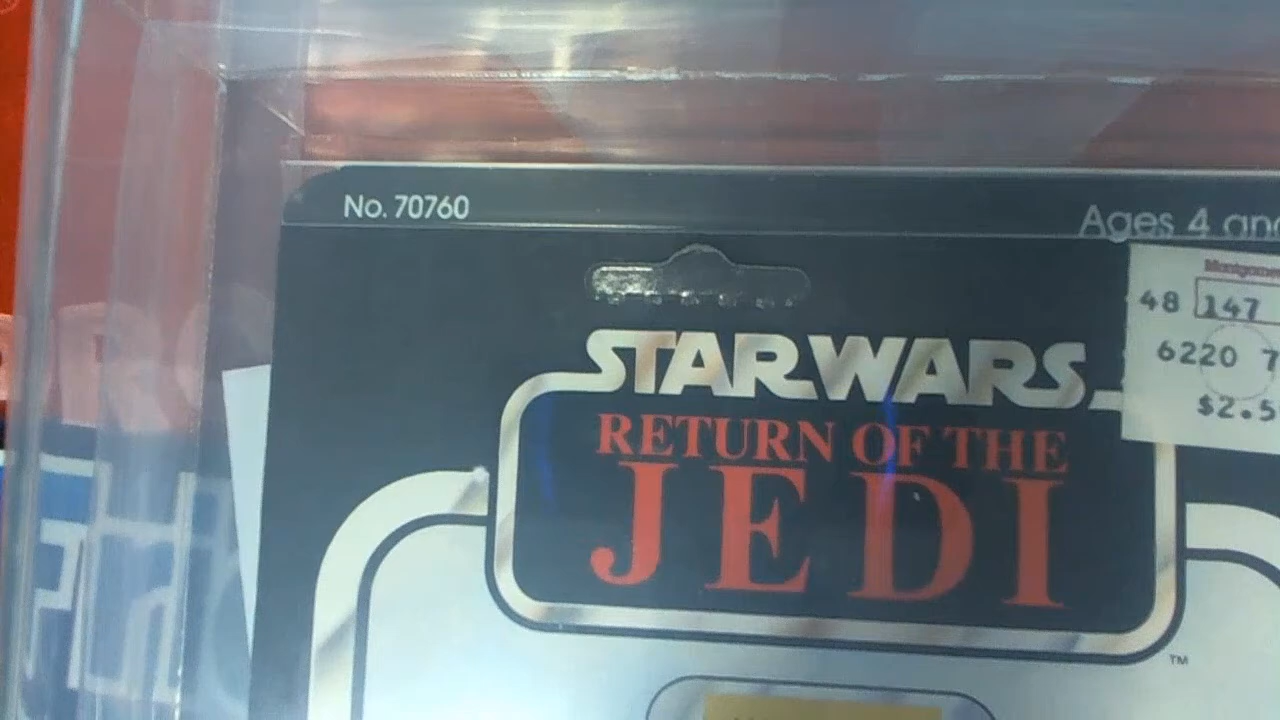 No. 70760
Ages 4 and
48 147
6220 7
$2.5
STAR WARS
RETURN OF THE
JEDI
TM